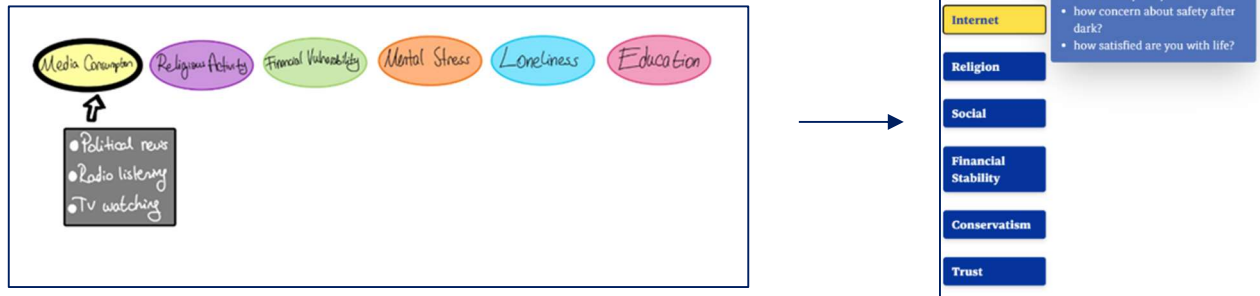 Media Consumption
Religious Activity
Financial Vulnerability
Mental Stress
Loneliness
Education
Political news
Radio listening
TV watching
Internet
Religion
Social
Financial
Stability
Conservatism
Trust
how concern about safety after
dark?
how satisfied are you with life?